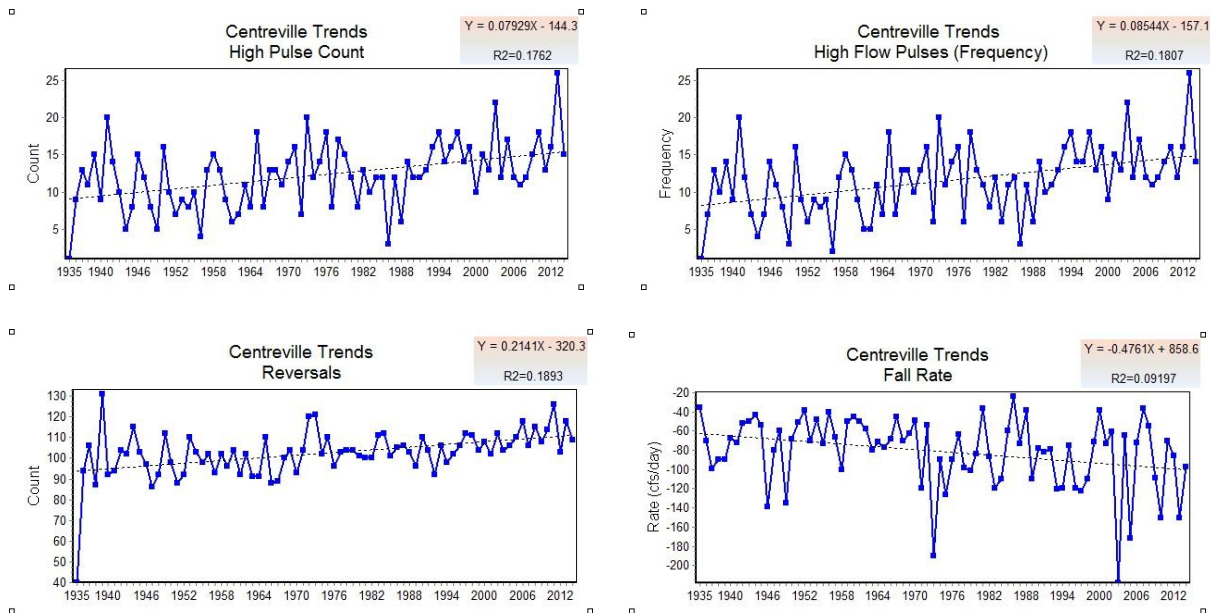 Centreville Trends
High Pulse Count
Y = 0.07929X - 144.3
R2=0.1762
Count
25
20
15
10
5
1935 1940 1946 1952 1958 1964 1970 1976 1982 1988 1994 2000 2006 2012
Centreville Trends
High Flow Pulses (Frequency)
Y = 0.08544X - 157.1
R2=0.1807
Frequency
25
20
15
10
5
1935 1940 1946 1952 1958 1964 1970 1976 1982 1988 1994 2000 2006 2012
Centreville Trends
Reversals
Y = 0.2141X - 320.3
R2=0.1893
Count
130
120
110
100
90
80
70
60
50
40
1935 1940 1946 1952 1958 1964 1970 1976 1982 1988 1994 2000 2006 2012
Centreville Trends
Fall Rate
Y = -0.4761X + 858.6
R2=0.09197
Rate (cfs/day)
-20
-40
-60
-80
-100
-120
-140
-160
-180
-200
1935 1940 1946 1952 1958 1964 1970 1976 1982 1988 1994 2000 2006 2012